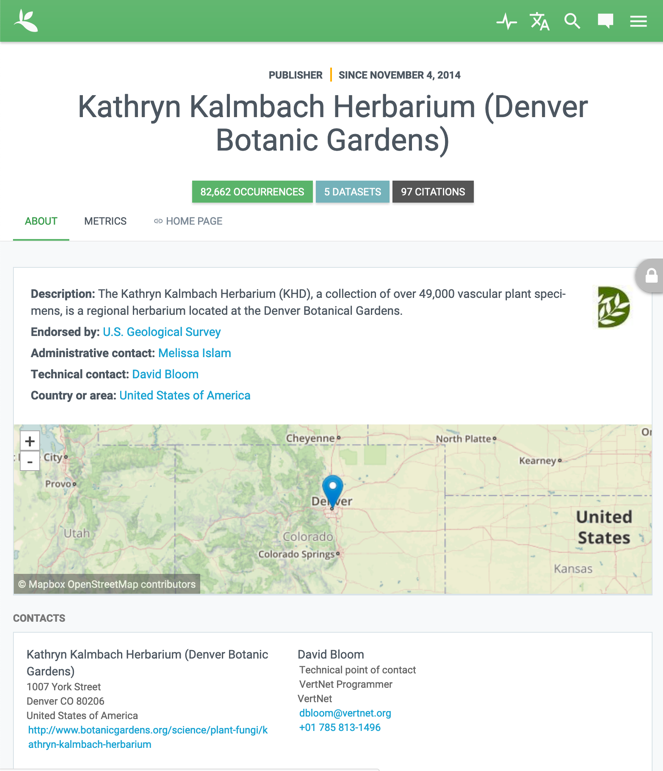 PUBLISHER | SINCE NOVEMBER 4, 2014
Kathryn Kalmbach Herbarium (Denver
Botanic Gardens)
82,662 OCCURRENCES 5 DATASETS 97 CITATIONS
ABOUT METRICS HOME PAGE
Description: The Kathryn Kalmbach Herbarium (KHD), a collection of over 49,000 vascular plant speci-
mens, is a regional herbarium located at the Denver Botanical Gardens.
Endorsed by: U.S. Geological Survey
Administrative contact: Melissa Islam
Technical contact: David Bloom
Country or area: United States of America
+
-
Cheyenne
North Platte
City
Kearney
Provo
Denver
United
States
Utah
Colorado
Colorado Springs
Kansas
© Mapbox OpenStreetMap contributors
CONTACTS
Kathryn Kalmbach Herbarium (Denver Botanic
Gardens)
1007 York Street
Denver CO 80206
United States of America
http://www.botanicgardens.org/science/plant-fungi/k
athryn-kalmbach-herbarium
David Bloom
Technical point of contact
VertNet Programmer
VertNet
dbloom@vertnet.org
+01 785 813-1496